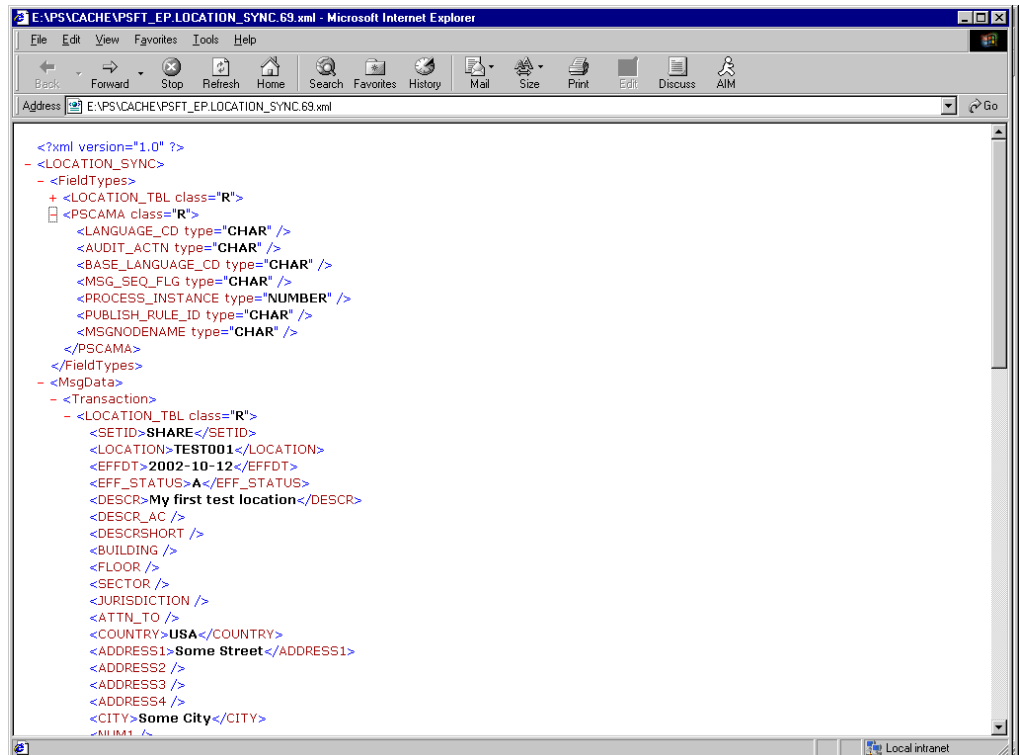 E:\PS\CACHE\PSFT_EP.LOCATION_SYNC.69.xml - Microsoft Internet Explorer
File Edit View Favorites Tools Help
Back Forward Stop Refresh Home Search Favorites History Mail Size Print Edit Discuss AIM
Address E:\PS\CACHE\PSFT_EP.LOCATION_SYNC.69.xml Go
<?xml version="1.0" ?>
- <LOCATION_SYNC>
- <FieldTypes>
+ <LOCATION_TBL class="R">
- <PSCAMA class="R">
<LANGUAGE_CD type="CHAR" />
<AUDIT_ACTN type="CHAR" />
<BASE_LANGUAGE_CD type="CHAR" />
<MSG_SEQ_FLG type="CHAR" />
<PROCESS_INSTANCE type="NUMBER" />
<PUBLISH_RULE_ID type="CHAR" />
<MSGNODENAME type="CHAR" />
</PSCAMA>
</FieldTypes>
- <MsgData>
- <Transaction>
- <LOCATION_TBL class="R">
<SETID>SHARE</SETID>
<LOCATION>TEST001</LOCATION>
<EFFDT>2002-10-12</EFFDT>
<EFF_STATUS>A</EFF_STATUS>
<DESCR>My first test location</DESCR>
<DESCR_AC />
<DESCRSHORT />
<BUILDING />
<FLOOR />
<SECTOR />
<JURISDICTION />
<ATTN_TO />
<COUNTRY>USA</COUNTRY>
<ADDRESS1>Some Street</ADDRESS1>
<ADDRESS2 />
<ADDRESS3 />
<ADDRESS4 />
<CITY>Some City</CITY>
<NUM1 />
Local intranet